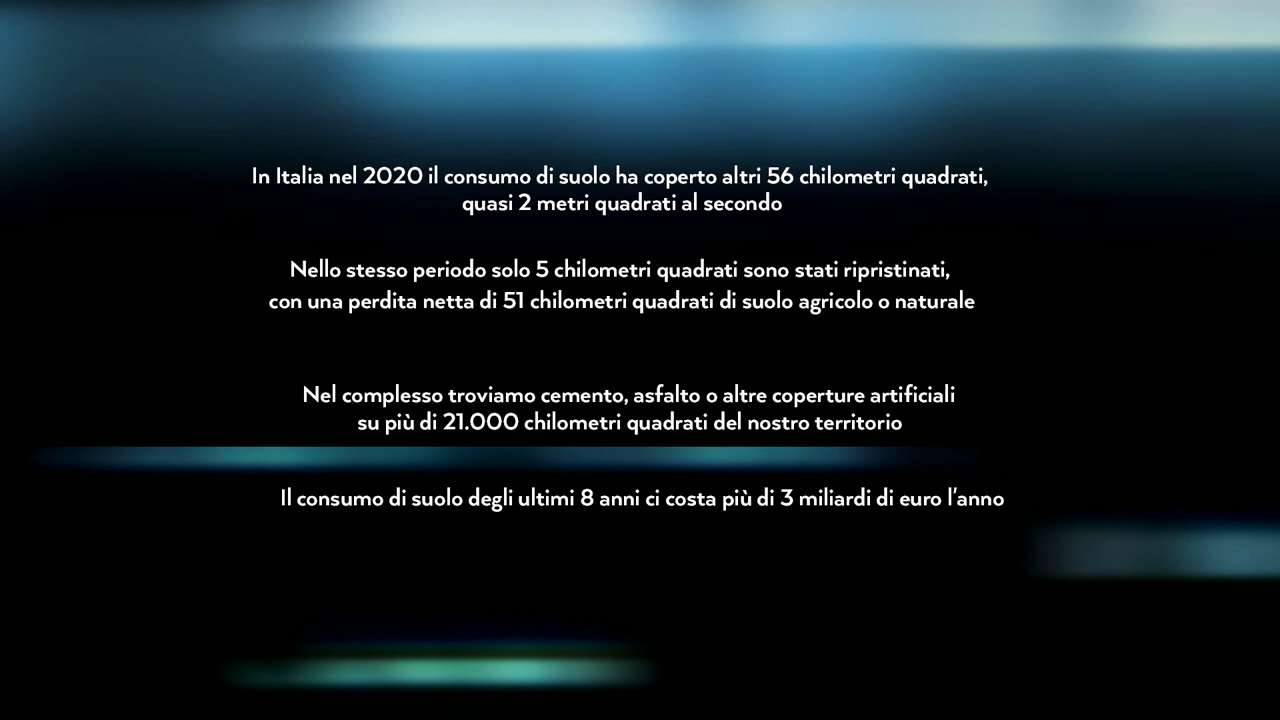 In Italia nel 2020 il consumo di suolo ha coperto altri 56 chilometri quadrati,
quasi 2 metri quadrati al secondo
Nello stesso periodo solo 5 chilometri quadrati sono stati ripristinati,
con una perdita netta di 51 chilometri quadrati di suolo agricolo o naturale
Nel complesso troviamo cemento, asfalto o altre coperture artificiali
su più di 21.000 chilometri quadrati del nostro territorio
Il consumo di suolo degli ultimi 8 anni ci costa più di 3 miliardi di euro l'anno